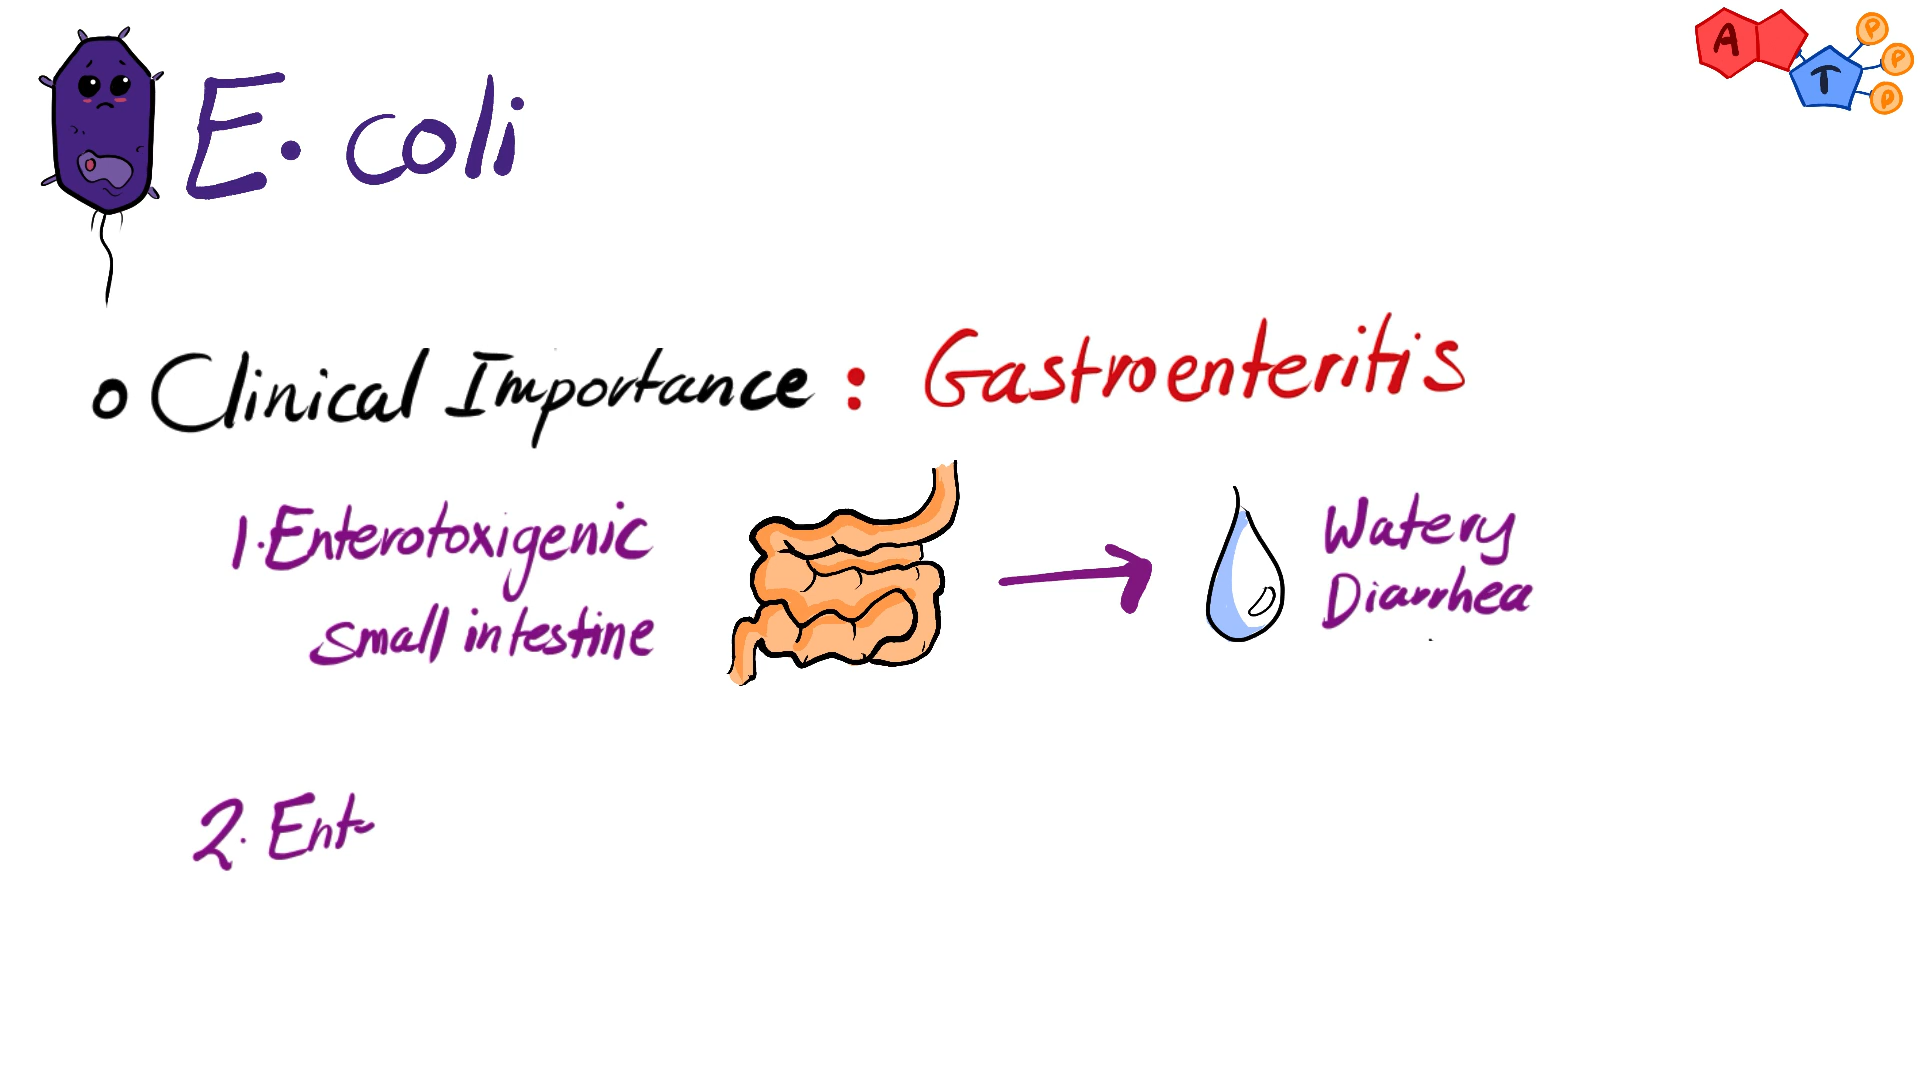 E. coli
A T P P P
o Clinical Importance : Gastroenteritis
1. Enterotoxigenic
small intestine
Watery
Diarrhea
2. Ent